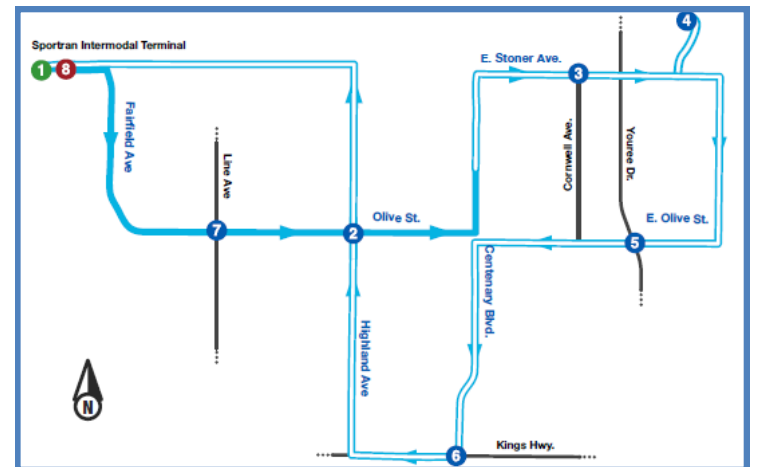 4
Sportran Intermodal Terminal
E. Stoner Ave.
1
8
3
Fairfield Ave
Line Ave
Cornwell Ave.
Youree Dr.
Olive St.
E. Olive St.
7
2
5
Centenary Blvd.
Highland Ave
N
Kings Hwy.
6